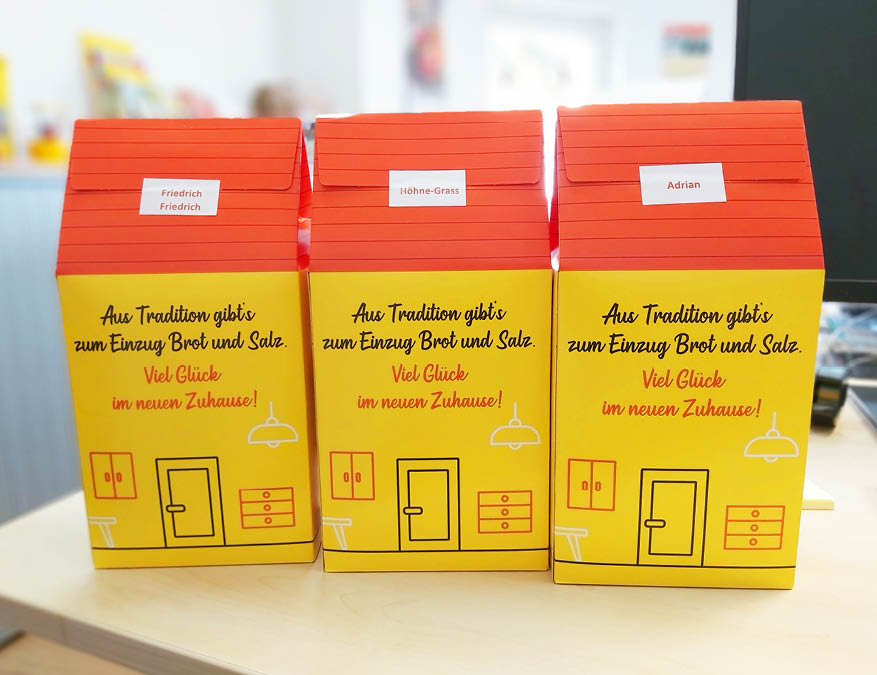 Friedrich
Friedrich
Aus Tradition gibt's
zum Einzug Brot und Salz.
Viel Glück
im neuen Zuhause!
Höhne-Grass
Aus Tradition gibt's
zum Einzug Brot und Salz.
Viel Glück
im neuen Zuhause!
Adrian
Aus Tradition gibt's
zum Einzug Brot und Salz.
Viel Glück
im neuen Zuhause!